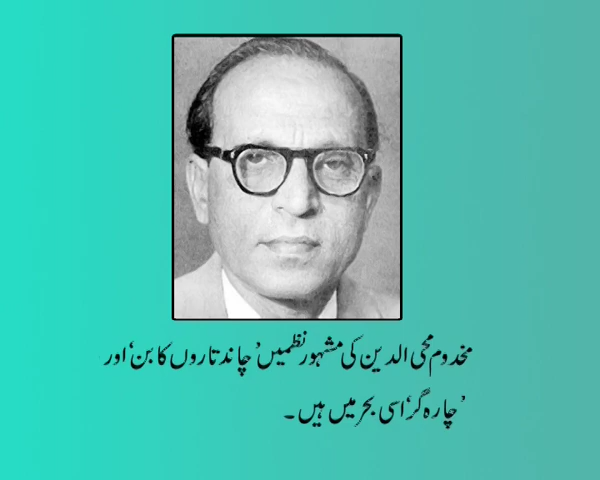 مخدوم محی الدین کی مشہور نظمیں ’چاند تاروں کا بن‘ اور
’چارہ گر‘ اسی بحر میں ہیں۔